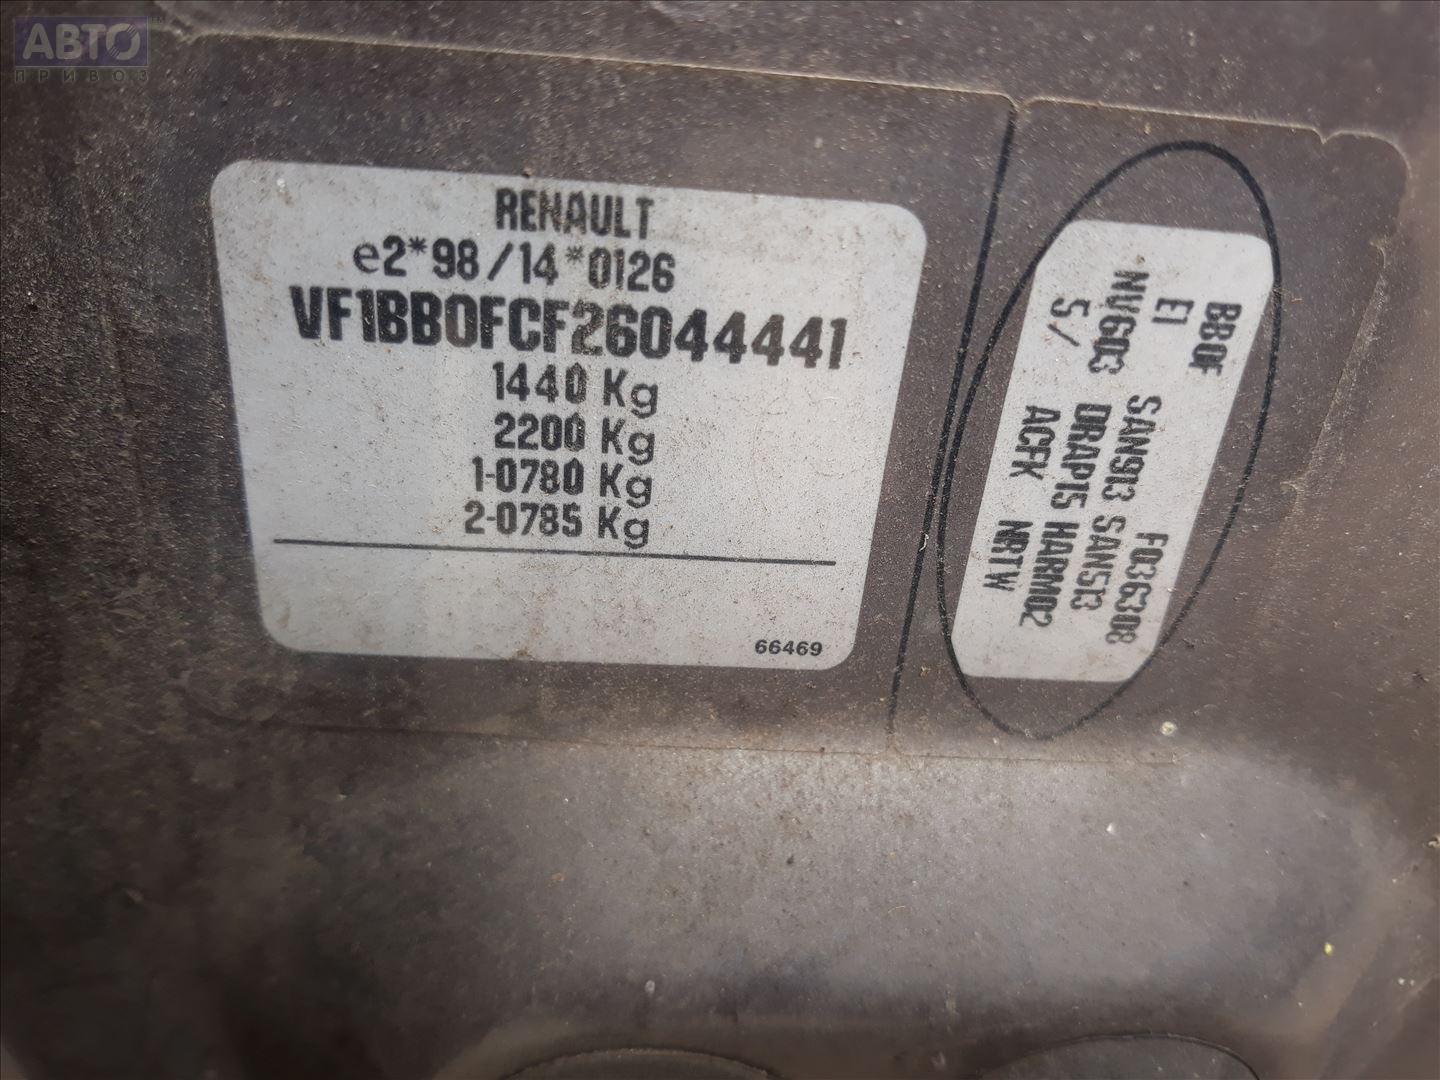 АВТО
ПРИВОЗ
RENAULT
e2*98/14*0126
VF1BB0FCF26044441
1440 Kg
2200 Kg
1-0780 Kg
2-0785 Kg
66469
BB0F SAN913 F036308
E1 DRAP15 SAN513
NVG03 ACFK HARM02
5/ NRTW